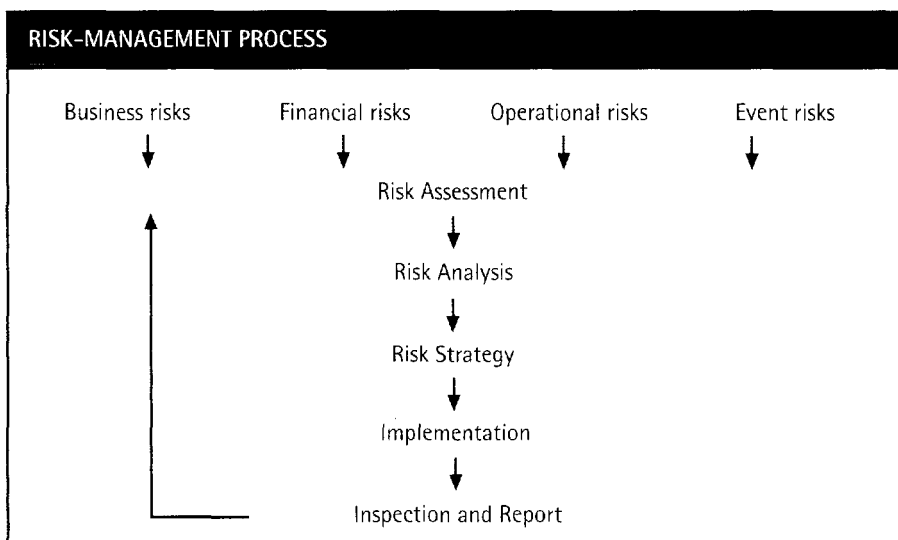 RISK-MANAGEMENT PROCESS
Business risks Financial risks Operational risks Event risks
Risk Assessment
Risk Analysis
Risk Strategy
Implementation
Inspection and Report